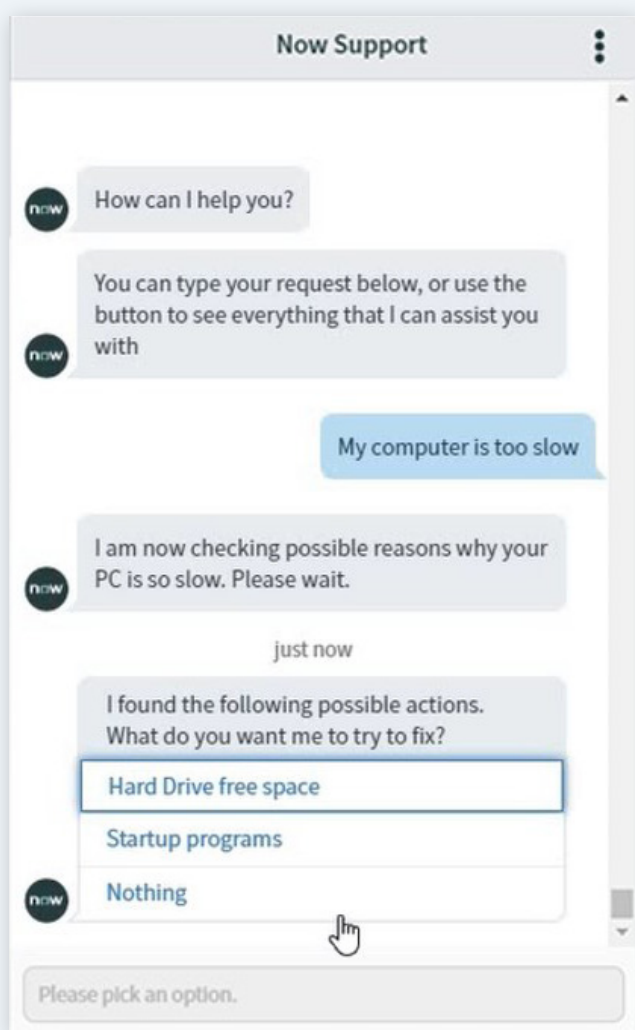 Now Support
now
How can I help you?
You can type your request below, or use the
button to see everything that I can assist you
with
now
My computer is too slow
I am now checking possible reasons why your
PC is so slow. Please wait.
now
just now
I found the following possible actions.
What do you want me to try to fix?
Hard Drive free space
Startup programs
Nothing
now
Please pick an option.